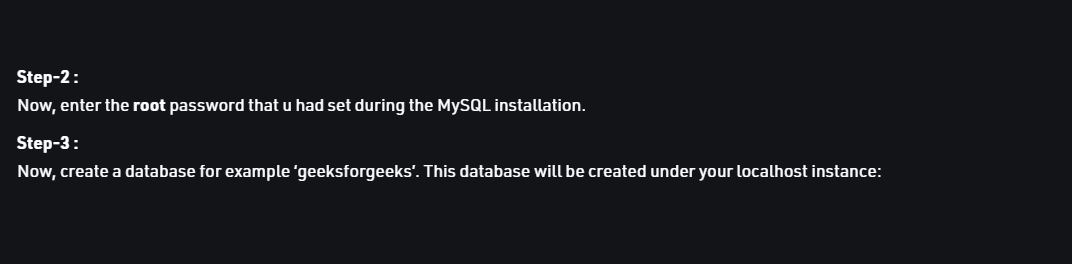 Step-2 :
Now, enter the root password that u had set during the MySQL installation.
Step-3 :
Now, create a database for example ‘geeksforgeeks’. This database will be created under your localhost instance: